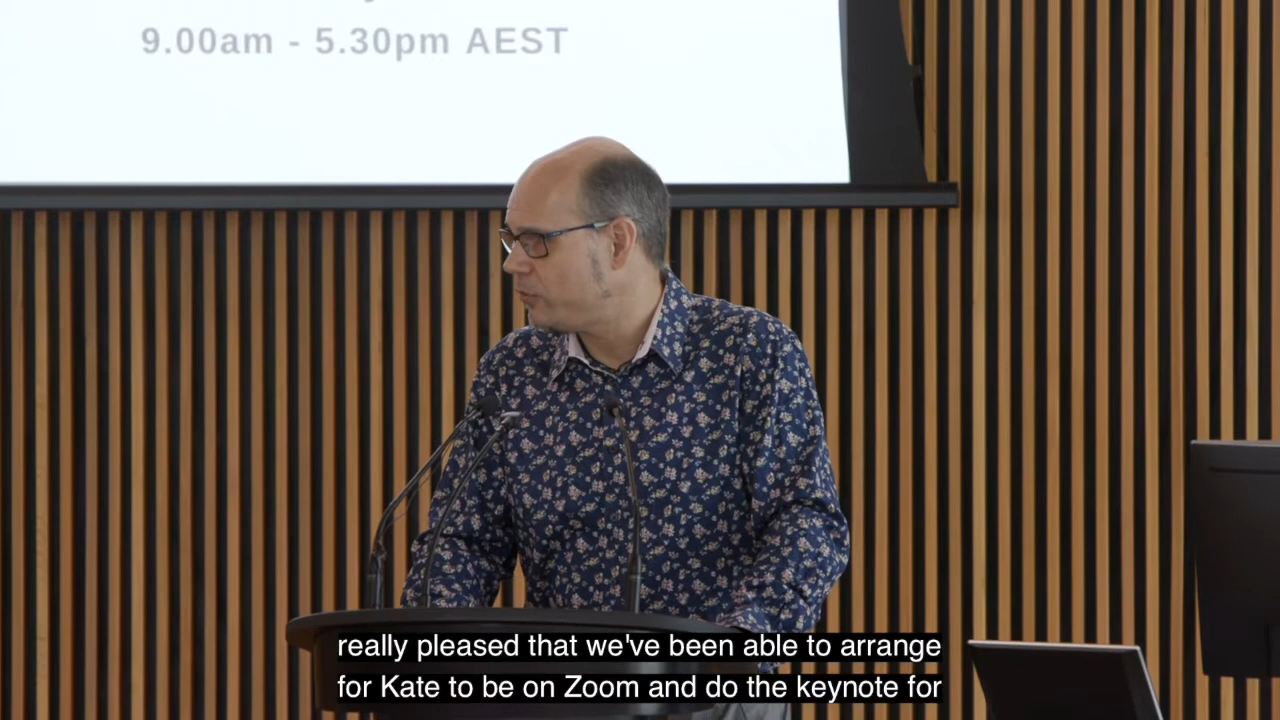 9.00am - 5.30pm AEST
really pleased that we've been able to arrange
for Kate to be on Zoom and do the keynote for